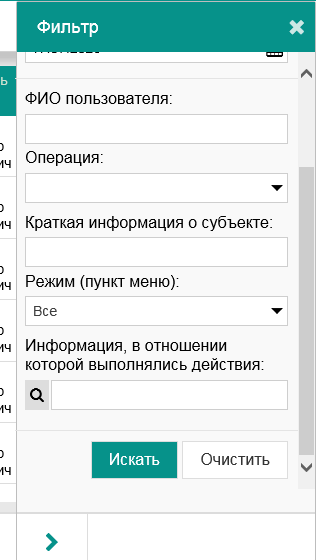 Фильтр
ФИО пользователя:
Операция:
Краткая информация о субъекте:
Режим (пункт меню):
Все
Информация, в отношении
которой выполнялись действия:
Искать
Очистить